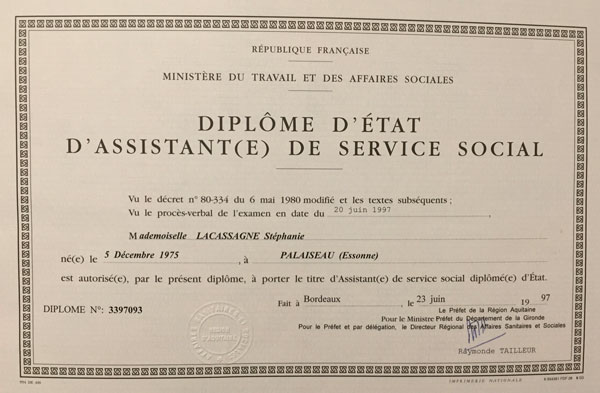 RÉPUBLIQUE FRANÇAISE
MINISTÈRE DU TRAVAIL ET DES AFFAIRES SOCIALES
DIPLÔME D'ÉTAT
D'ASSISTANT(E) DE SERVICE SOCIAL
Vu le décret n° 80-334 du 6 mai 1980 modifié et les textes subséquents ;
Vu le procès-verbal de l'examen en date du 20 juin 1997
Mademoiselle LACASSAGNE Stéphanie
né(e) le 5 Décembre 1975 , à PALAISEAU (Essonne)
est autorisé(e), par le présent diplôme, à porter le titre d'Assistant(e) de service social diplômé(e) d'État.
Fait à Bordeaux , le 23 juin 1997
DIPLOME N°: 3397093
Le Préfet de la Région Aquitaine
Pour le Ministre Préfet du Département de la Gironde
Pour le Préfet et par délégation, le Directeur Régional des Affaires Sanitaires et Sociales
Raymonde TAILLEUR
IMPRIMERIE NATIONALE